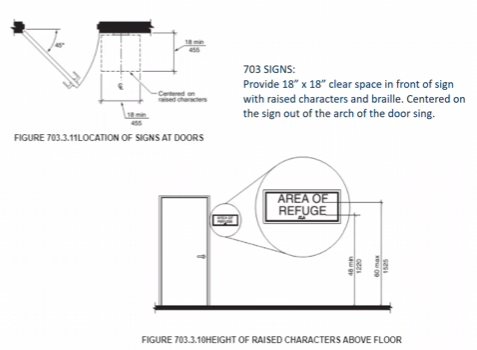 45°
18 min
455
Centered on
raised characters
18 min
455
FIGURE 703.3.11LOCATION OF SIGNS AT DOORS
703 SIGNS:
Provide 18” x 18” clear space in front of sign
with raised characters and braille. Centered on
the sign out of the arch of the door sing.
AREA OF
REFUGE
AREA OF
REFUGE
48 min
1220
60 max
1525
FIGURE 703.3.10HEIGHT OF RAISED CHARACTERS ABOVE FLOOR